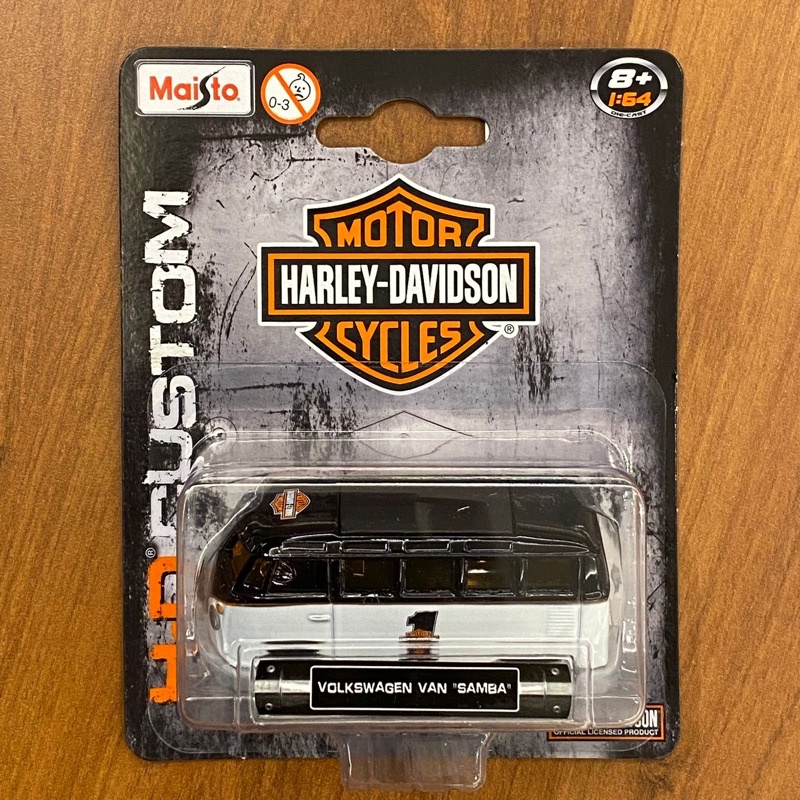 Maisto
0-3
8+
1:64
DIE-CAST
MOTOR
HARLEY-DAVIDSON
CYCLES
®
H-D® CUSTOM
1
VOLKSWAGEN VAN "SAMBA"
OFFICIAL LICENSED PRODUCT